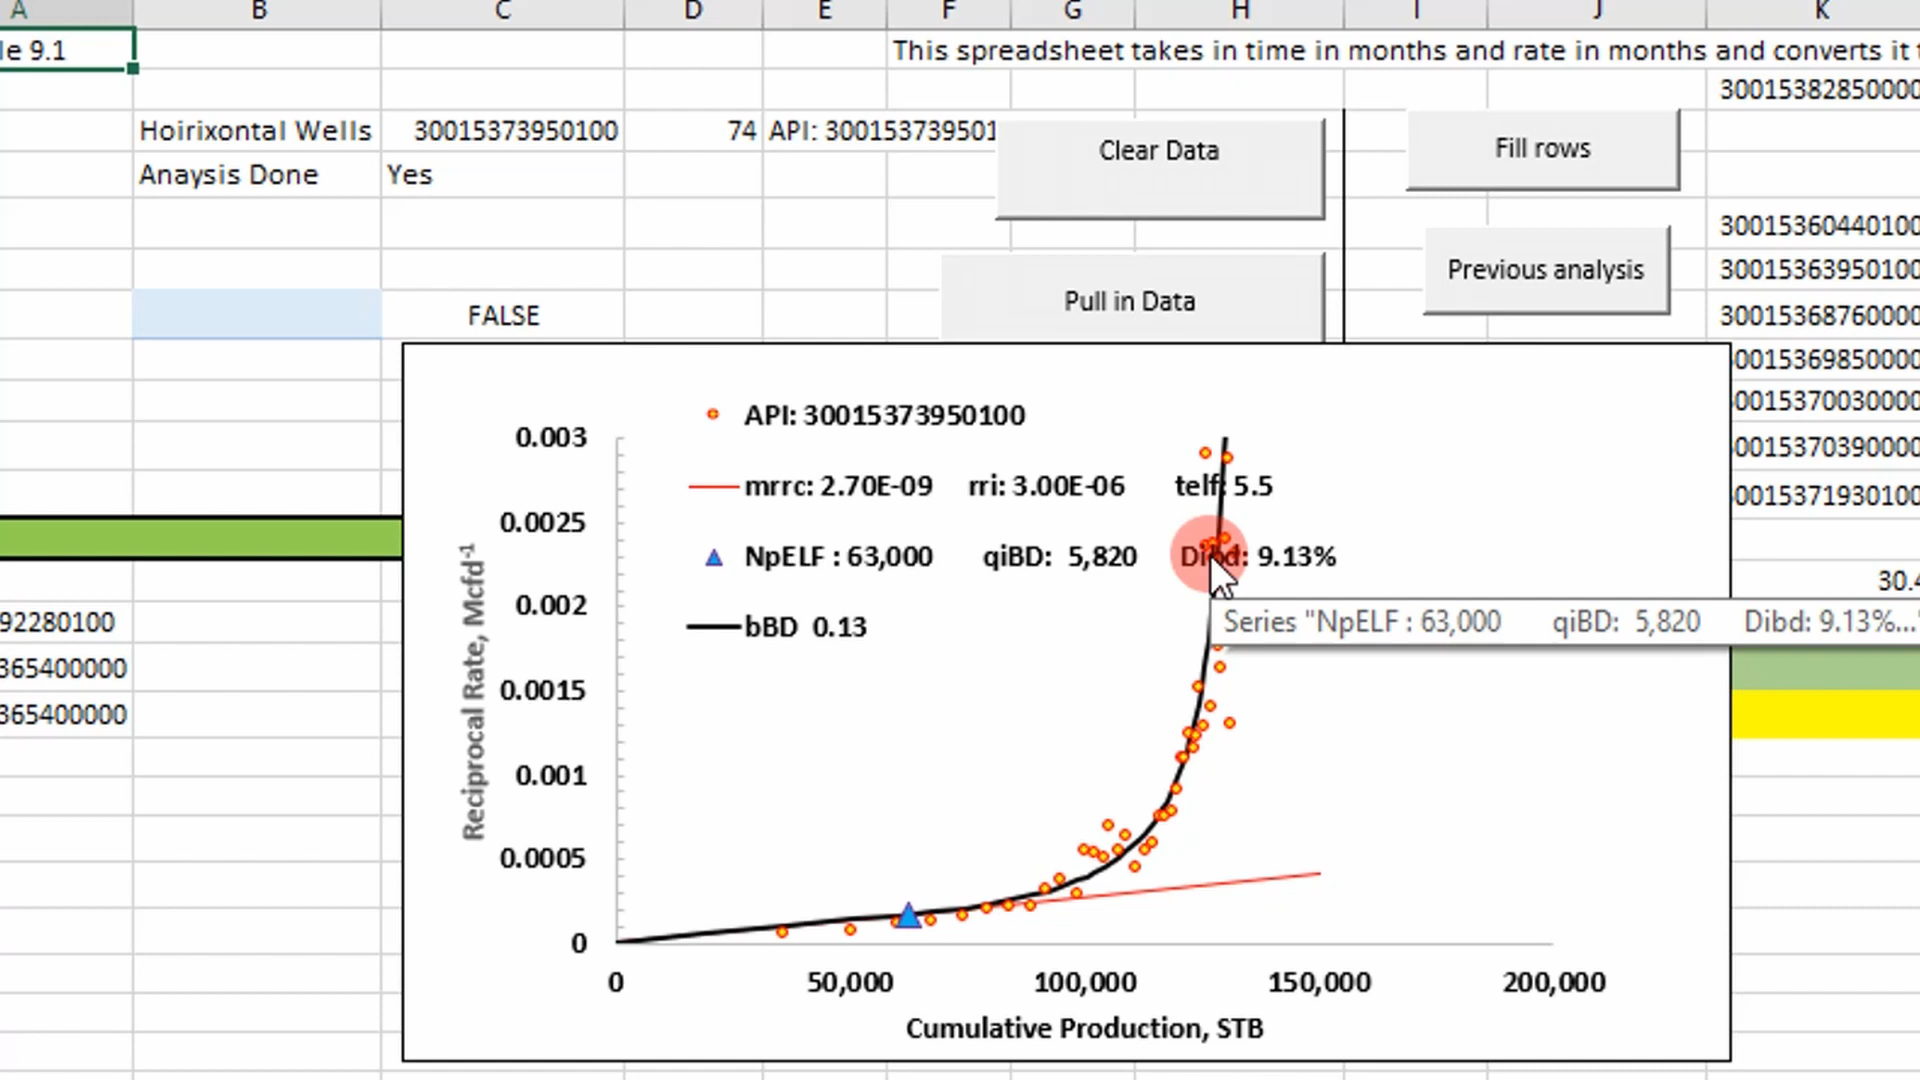 A B C D E F G H I J K
le 9.1 This spreadsheet takes in time in months and rate in months and converts it t
30015382850000
Hoirixontal Wells 30015373950100 74 API: 300153739501 Clear Data Fill rows
Anaysis Done Yes
30015360440100
Previous analysis 30015363950100
FALSE Pull in Data 30015368760000
0015369850000
0015370030000
0015370390000
0015371930100
API: 30015373950100
mrrc: 2.70E-09 rri: 3.00E-06 telf: 5.5
NpELF : 63,000 qiBD: 5,820 Dibd: 9.13%
bBD 0.13
Series "NpELF : 63,000 qiBD: 5,820 Dibd: 9.13%..."
30.4
92280100
365400000
365400000
Reciprocal Rate, Mcfd-1
0.003
0.0025
0.002
0.0015
0.001
0.0005
0
0 50,000 100,000 150,000 200,000
Cumulative Production, STB